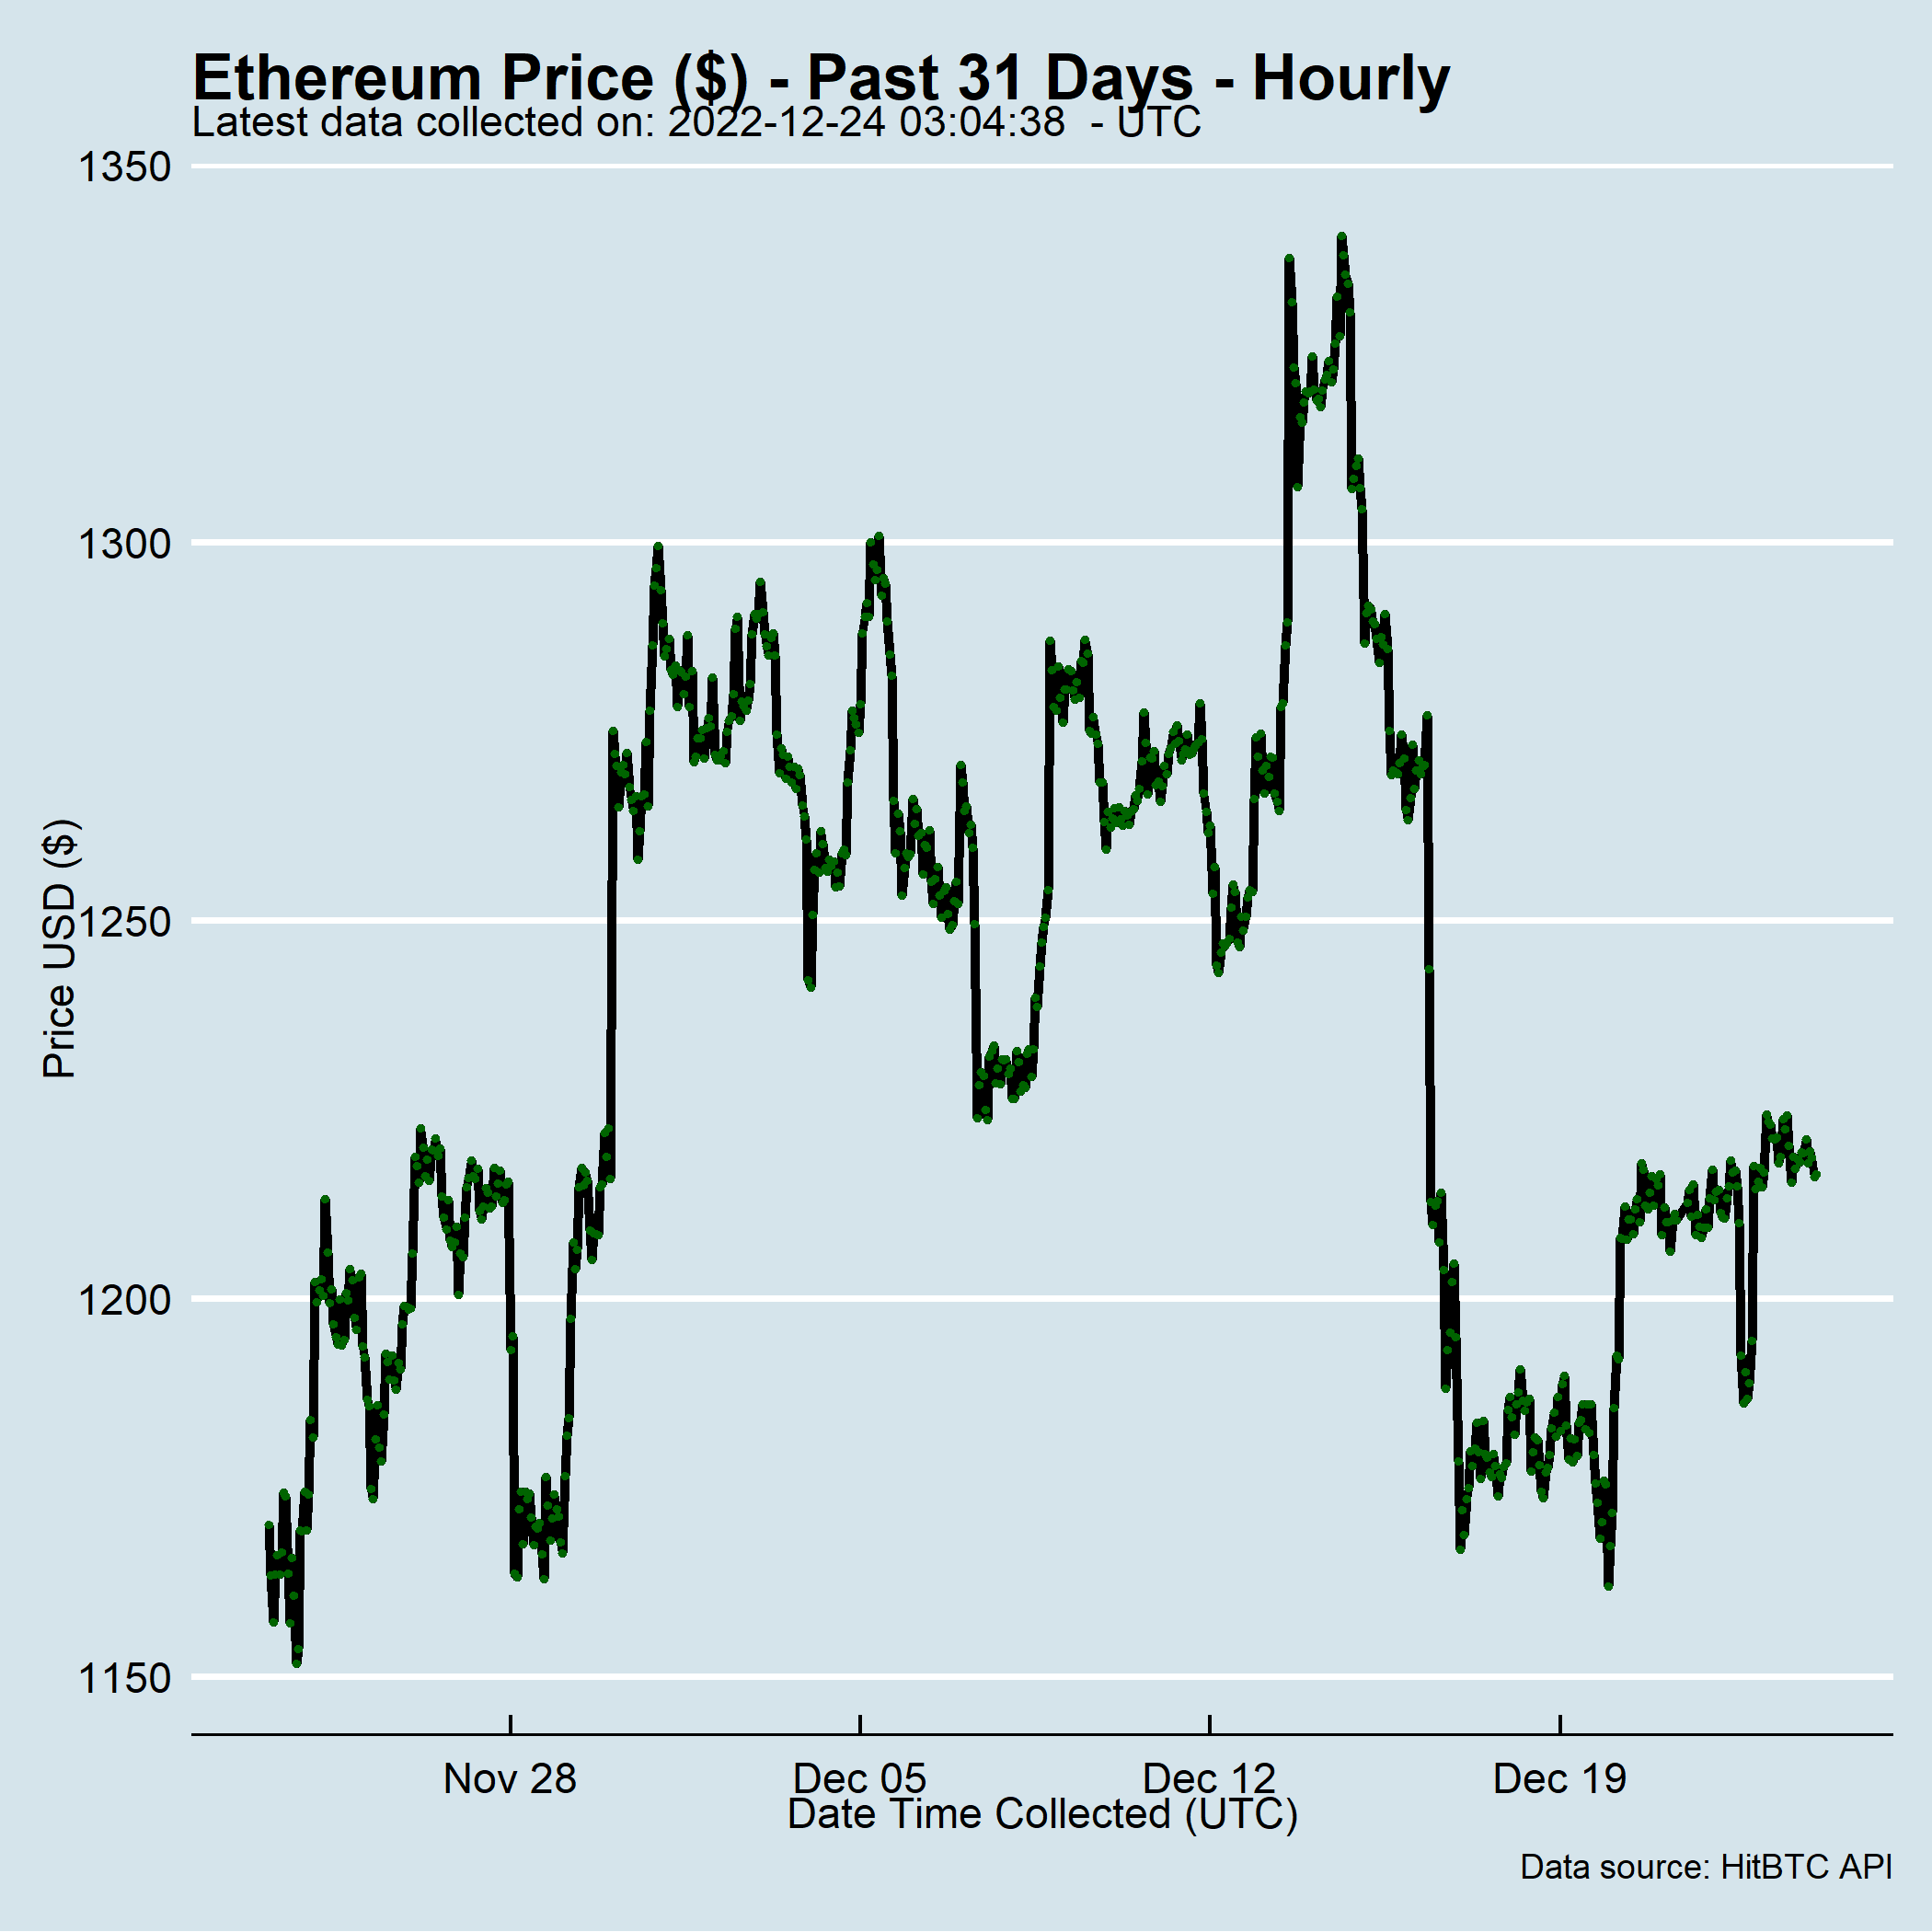 Ethereum Price ($) - Past 31 Days - Hourly
Latest data collected on: 2022-12-24 03:04:38  - UTC
1350
1300
1250
1200
1150
Price USD ($)
Nov 28
Dec 05
Dec 12
Dec 19
Date Time Collected (UTC)
Data source: HitBTC API